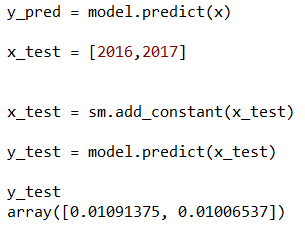 y_pred = model.predict(x)
x_test = [2016,2017]
x_test = sm.add_constant(x_test)
y_test = model.predict(x_test)
y_test
array([0.01091375, 0.01006537])